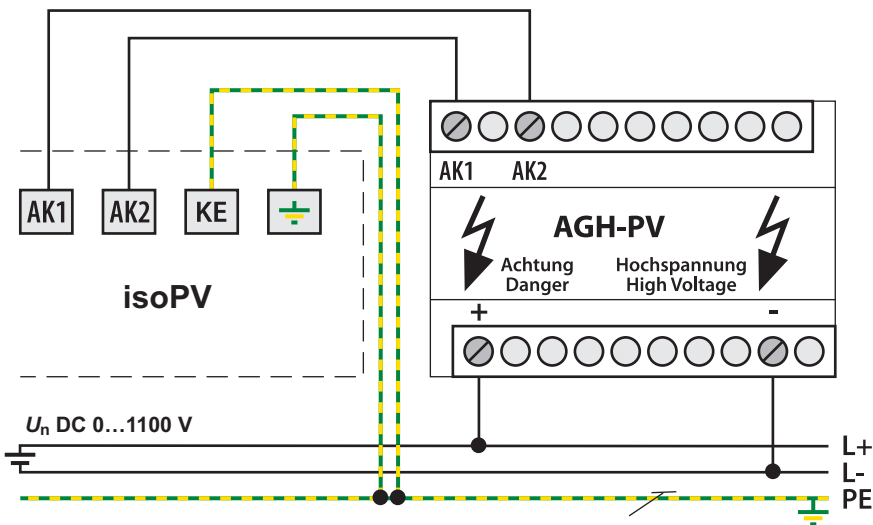 AK1 AK2
AK1 AK2 KE
AGH-PV
Achtung Hochspannung
Danger High Voltage
isoPV
+ -
Un DC 0...1100 V
L+
L-
PE